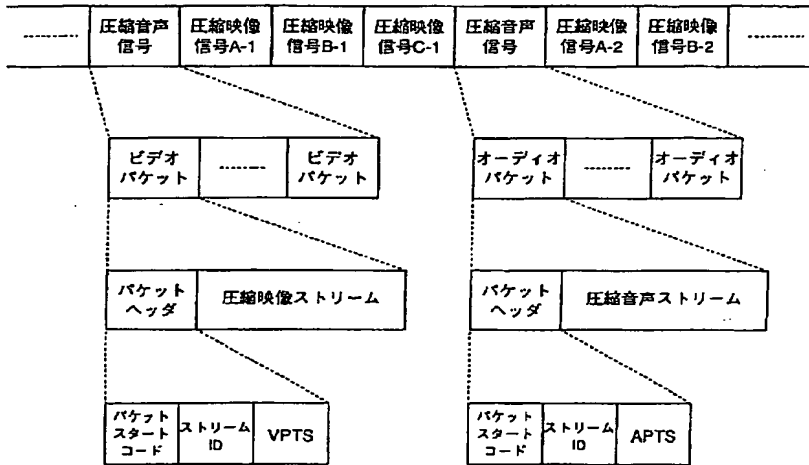 圧縮音声 圧縮映像 圧縮映像 圧縮映像 圧縮音声 圧縮映像 圧縮映像
信号 信号A-1 信号B-1 信号C-1 信号 信号A-2 信号B-2
ビデオ ビデオ オーディオ オーディオ
パケット パケット パケット パケット
パケット
ヘッダ
圧縮映像ストリーム
パケット
ヘッダ
圧縮音声ストリーム
パケット
スタート
コード
ストリーム
ID
VPTS
パケット
スタート
コード
ストリーム
ID
APTS